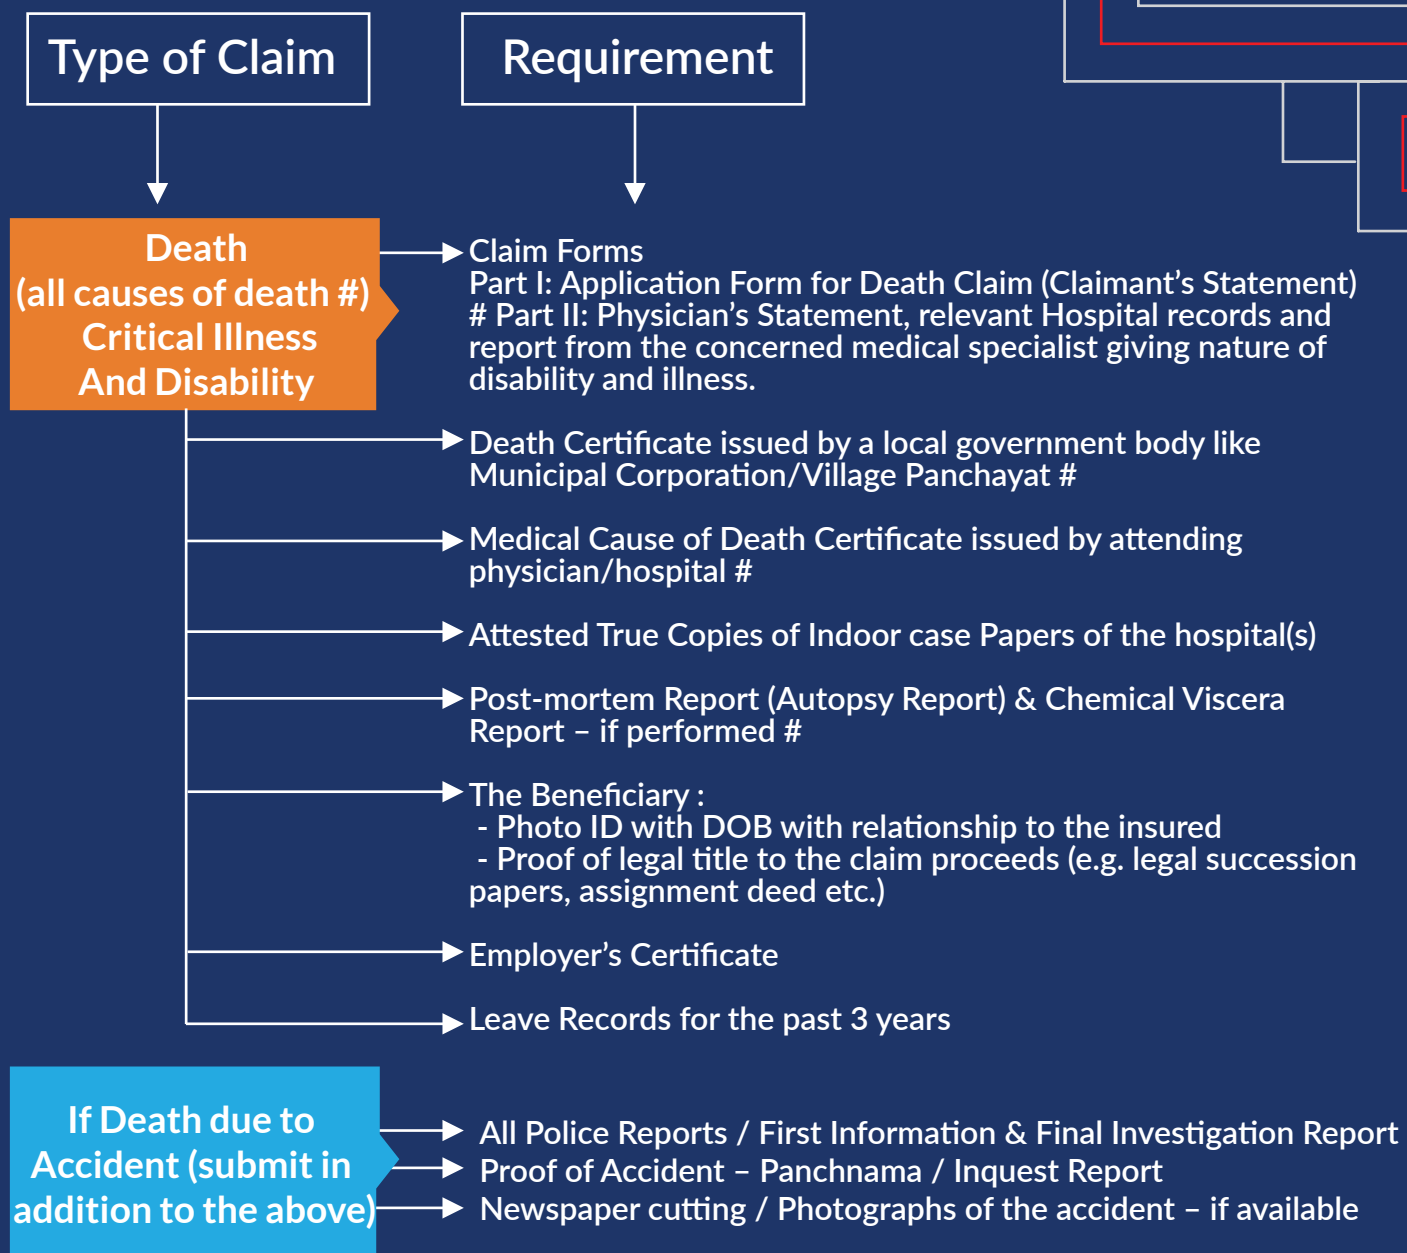 Type of Claim
Requirement
Death
(all causes of death #)
Critical Illness
And Disability
Claim Forms
Part I: Application Form for Death Claim (Claimant’s Statement)
# Part II: Physician’s Statement, relevant Hospital records and
report from the concerned medical specialist giving nature of
disability and illness.
Death Certificate issued by a local government body like
Municipal Corporation/Village Panchayat #
Medical Cause of Death Certificate issued by attending
physician/hospital #
Attested True Copies of Indoor case Papers of the hospital(s)
Post-mortem Report (Autopsy Report) & Chemical Viscera
Report – if performed #
The Beneficiary :
- Photo ID with DOB with relationship to the insured
- Proof of legal title to the claim proceeds (e.g. legal succession
papers, assignment deed etc.)
Employer’s Certificate
Leave Records for the past 3 years
If Death due to
Accident (submit in
addition to the above)
All Police Reports / First Information & Final Investigation Report
Proof of Accident – Panchnama / Inquest Report
Newspaper cutting / Photographs of the accident – if available